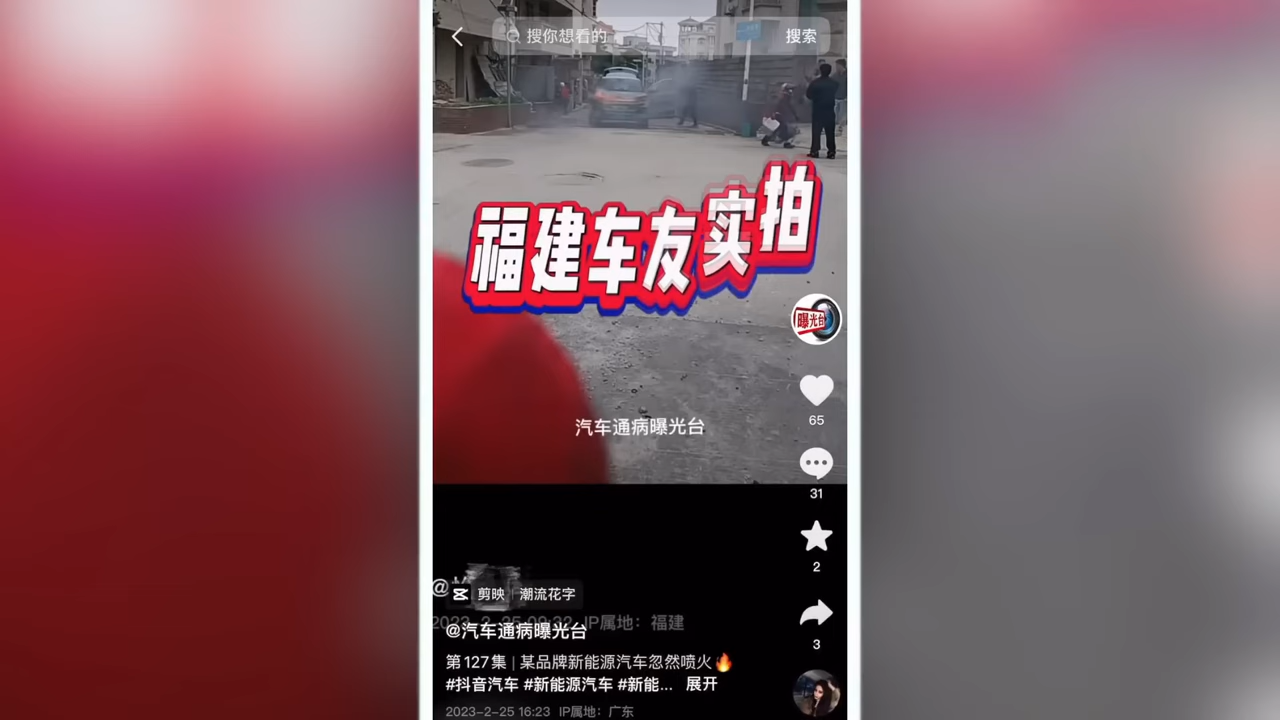 搜你想看的
搜索
福建车友实拍
曝光台
65
汽车通病曝光台
31
2
@
剪映 | 潮流花字
IP属地：福建
@汽车通病曝光台
3
第127集 | 某品牌新能源汽车忽然喷火🔥
#抖音汽车 #新能源汽车 #新能... 展开
2023-2-25 16:23 IP属地：广东